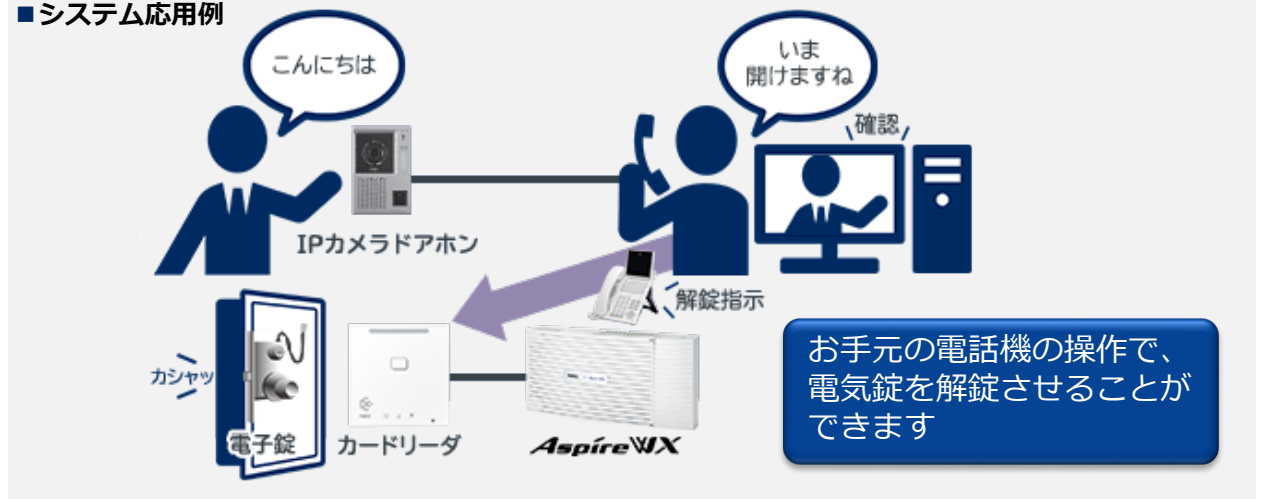 ■システム応用例
こんにちは
いま
開けますね
確認
IPカメラドアホン
解錠指示
カシャッ
電子錠
カードリーダ
AspireWX
お手元の電話機の操作で、
電気錠を解錠させることが
できます